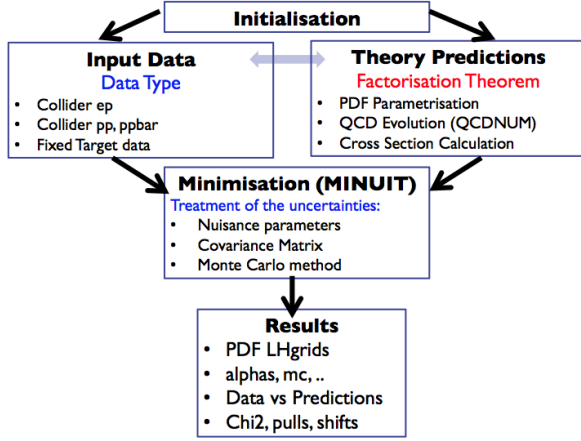 Initialisation
Input Data
Data Type
• Collider ep
• Collider pp, ppbar
• Fixed Target data
Theory Predictions
Factorisation Theorem
• PDF Parametrisation
• QCD Evolution (QCDNUM)
• Cross Section Calculation
Minimisation (MINUIT)
Treatment of the uncertainties:
• Nuisance parameters
• Covariance Matrix
• Monte Carlo method
Results
• PDF LHgrids
• alphas, mc, ..
• Data vs Predictions
• Chi2, pulls, shifts